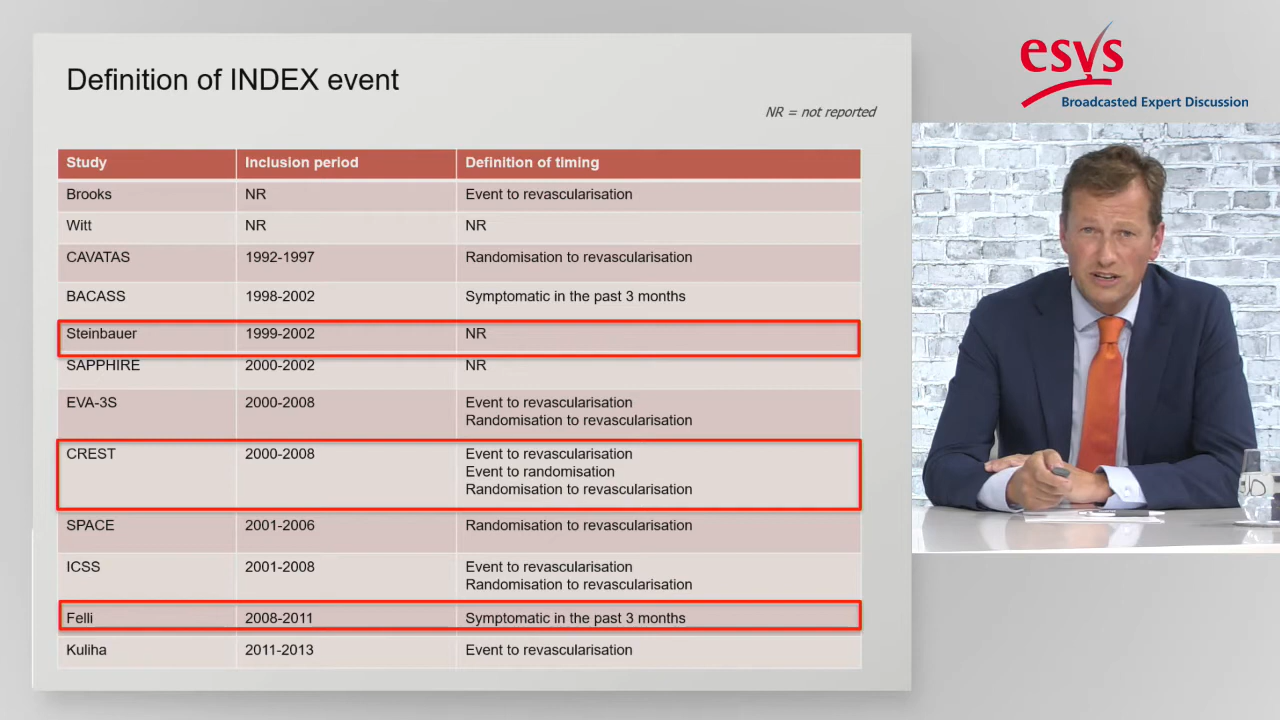 esvs
Broadcasted Expert Discussion
Definition of INDEX event
NR = not reported
Study Inclusion period Definition of timing
Brooks NR Event to revascularisation
Witt NR NR
CAVATAS 1992-1997 Randomisation to revascularisation
BACASS 1998-2002 Symptomatic in the past 3 months
Steinbauer 1999-2002 NR
SAPPHIRE 2000-2002 NR
EVA-3S 2000-2008 Event to revascularisation
Randomisation to revascularisation
CREST 2000-2008 Event to revascularisation
Event to randomisation
Randomisation to revascularisation
SPACE 2001-2006 Randomisation to revascularisation
ICSS 2001-2008 Event to revascularisation
Randomisation to revascularisation
Felli 2008-2011 Symptomatic in the past 3 months
Kuliha 2011-2013 Event to revascularisation